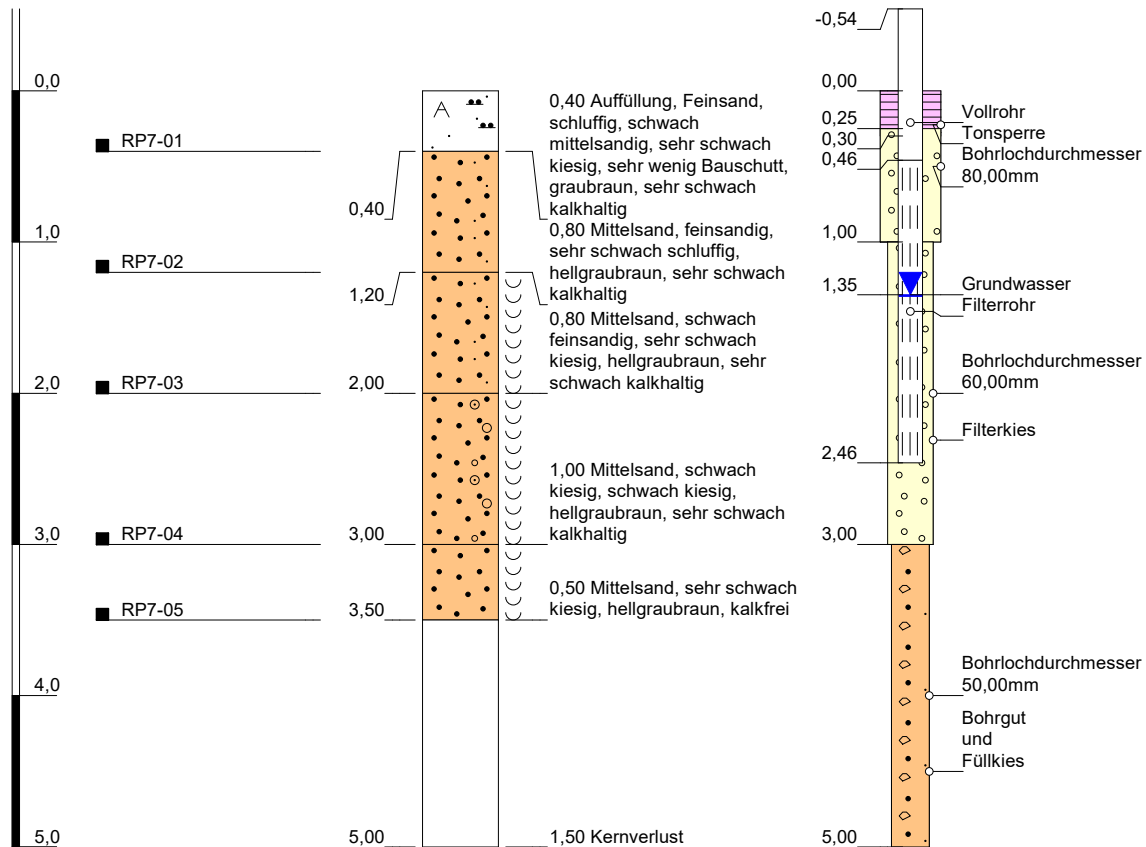 0,0
1,0
2,0
3,0
4,0
5,0
RP7-01
RP7-02
RP7-03
RP7-04
RP7-05
0,40
1,20
2,00
3,00
3,50
5,00
0,40 Auffüllung, Feinsand,
schluffig, schwach
mittelsandig, sehr schwach
kiesig, sehr wenig Bauschutt,
graubraun, sehr schwach
kalkhaltig
0,80 Mittelsand, feinsandig,
sehr schwach schluffig,
hellgraubraun, sehr schwach
kalkhaltig
0,80 Mittelsand, schwach
feinsandig, sehr schwach
kiesig, hellgraubraun, sehr
schwach kalkhaltig
1,00 Mittelsand, schwach
kiesig, schwach kiesig,
hellgraubraun, sehr schwach
kalkhaltig
0,50 Mittelsand, sehr schwach
kiesig, hellgraubraun, kalkfrei
1,50 Kernverlust
A
-0,54
0,00
0,25
0,30
0,46
1,00
1,35
2,46
3,00
5,00
Vollrohr
Tonsperre
Bohrlochdurchmesser
80,00mm
Grundwasser
Filterrohr
Bohrlochdurchmesser
60,00mm
Filterkies
Bohrlochdurchmesser
50,00mm
Bohrgut
und
Füllkies